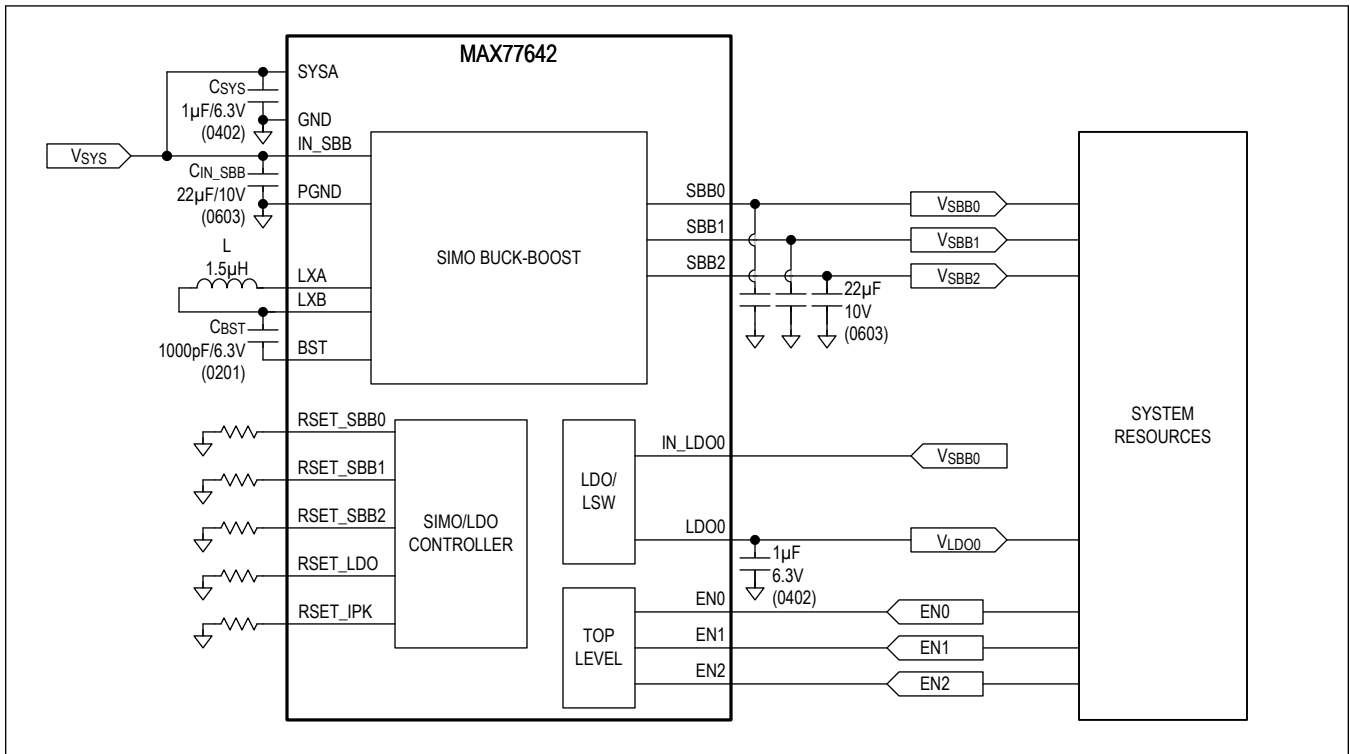 MAX77642
SYSA
CSYS
1µF/6.3V
(0402)
GND
IN_SBB
VSYS
CIN_SBB
22µF/10V
(0603)
PGND
L
1.5µH
LXA
LXB
CBST
1000pF/6.3V
(0201)
BST
SIMO BUCK-BOOST
SBB0
SBB1
SBB2
VSBB0
VSBB1
VSBB2
22µF
10V
(0603)
SYSTEM
RESOURCES
RSET_SBB0
RSET_SBB1
RSET_SBB2
RSET_LDO
RSET_IPK
SIMO/LDO
CONTROLLER
LDO/
LSW
IN_LDO0
VSBB0
LDO0
VLDO0
1µF
6.3V
(0402)
TOP
LEVEL
EN0
EN1
EN2
EN0
EN1
EN2